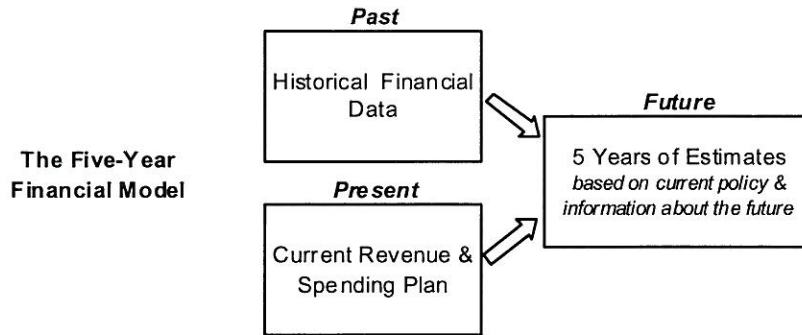 The Five-Year
Financial Model
Past
Historical Financial
Data
Present
Current Revenue &
Spending Plan
Future
5 Years of Estimates
based on current policy &
information about the future